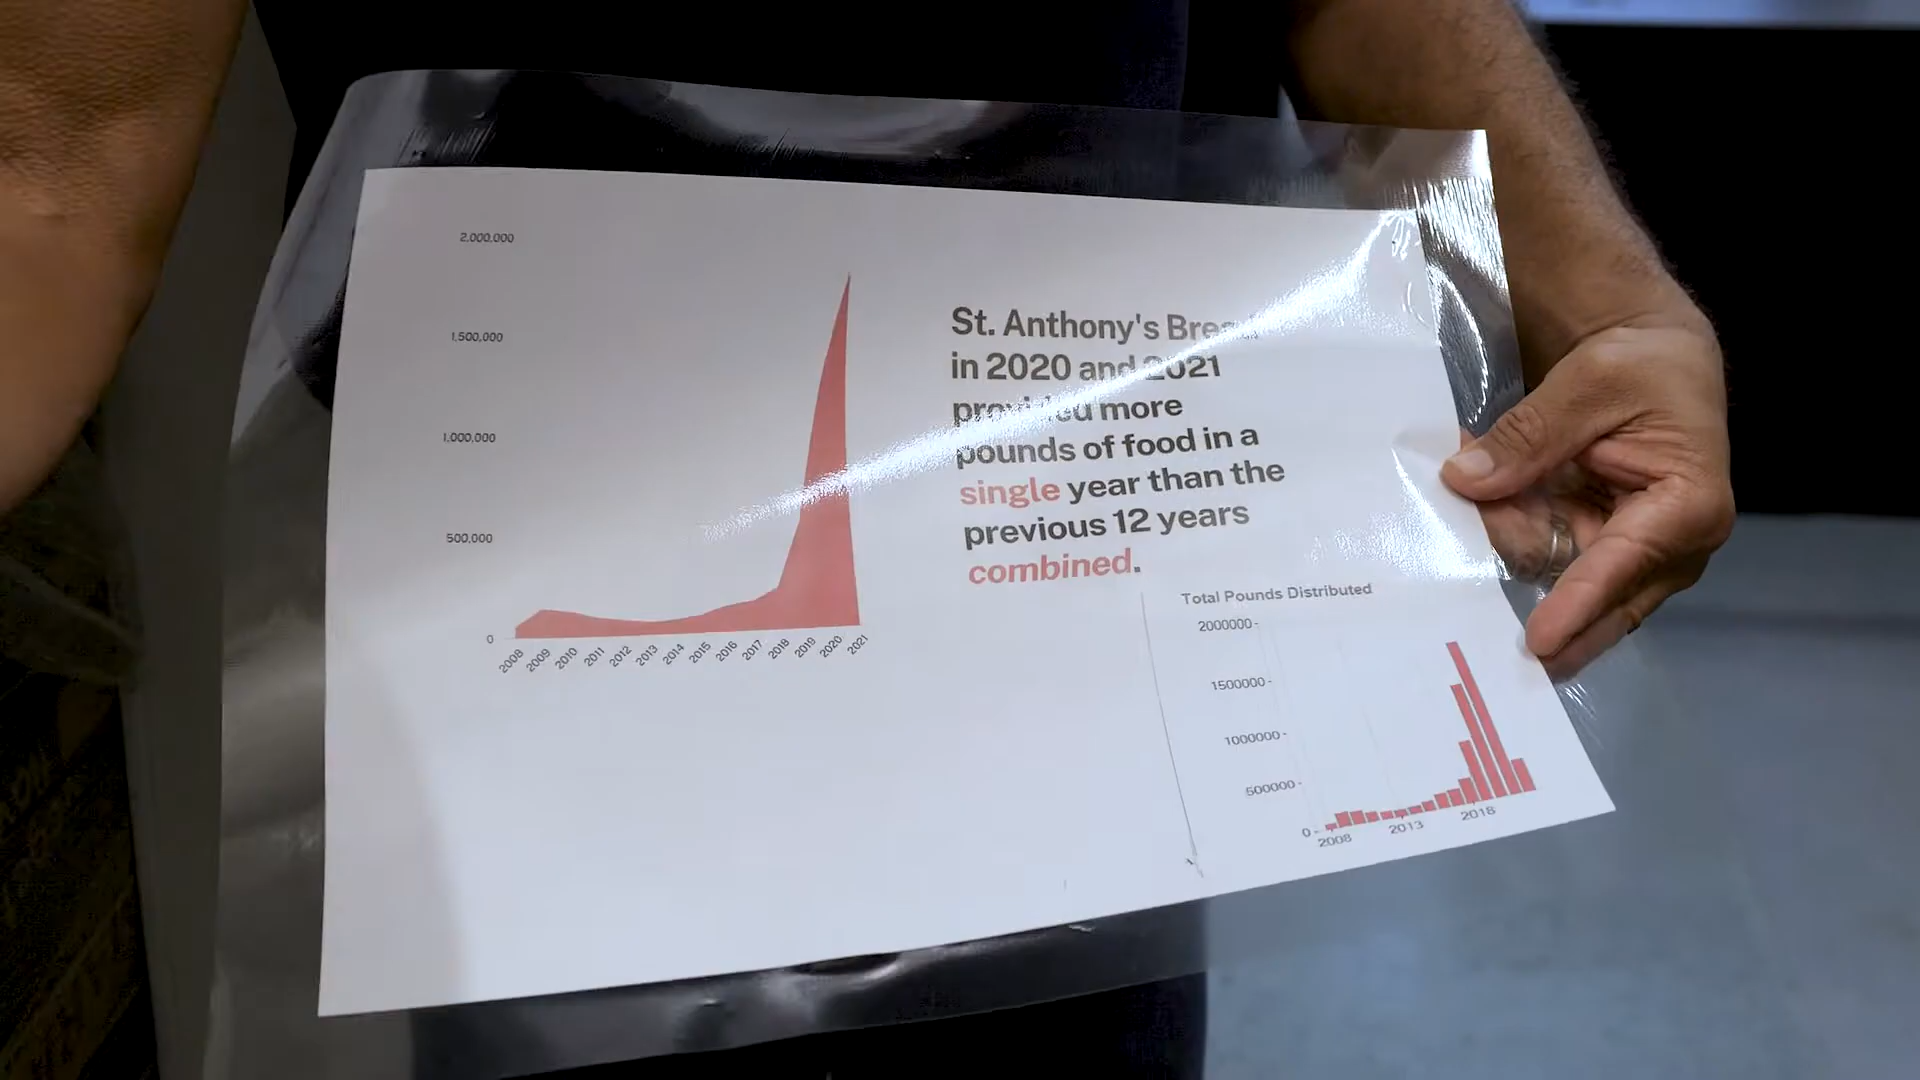 2,000,000
1,500,000
1,000,000
500,000
0
2008 2009 2010 2011 2012 2013 2014 2015 2016 2017 2018 2019 2020 2021
St. Anthony's
in 2020 and 2021
provided more
pounds of food in a
single year than the
previous 12 years
combined.
Total Pounds Distributed
2000000
1500000
1000000
500000
0
2008 2013 2018